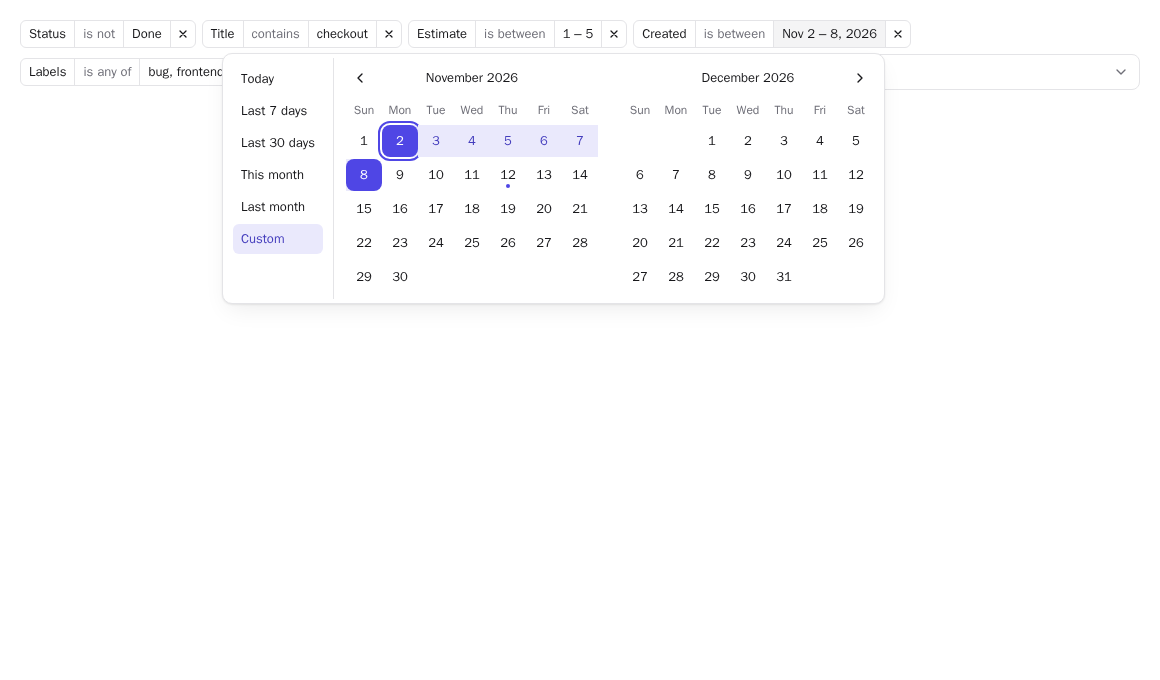 Status is not Done Title contains checkout Estimate is between 1 – 5 Created is between Nov 2 – 8, 2026
Labels is any of bug, frontend
Today
Last 7 days
Last 30 days
This month
Last month
Custom
November 2026
Sun Mon Tue Wed Thu Fri Sat
1 2 3 4 5 6 7
8 9 10 11 12 13 14
15 16 17 18 19 20 21
22 23 24 25 26 27 28
29 30
December 2026
Sun Mon Tue Wed Thu Fri Sat
1 2 3 4 5
6 7 8 9 10 11 12
13 14 15 16 17 18 19
20 21 22 23 24 25 26
27 28 29 30 31